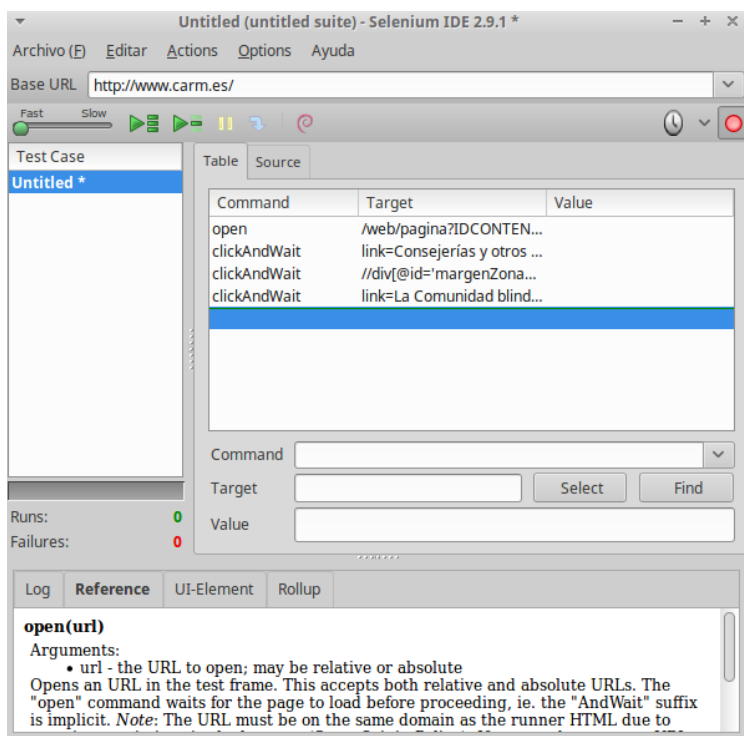 Untitled (untitled suite) - Selenium IDE 2.9.1 *
Archivo (F) Editar Actions Options Ayuda
Base URL http://www.carm.es/
Fast Slow
Test Case
Untitled *
Table Source
Command Target Value
open /web/pagina?IDCONTEN...
clickAndWait link=Consejerías y otros ...
clickAndWait //div[@id='margenZona...
clickAndWait link=La Comunidad blind...
Command
Target Select Find
Value
Runs: 0
Failures: 0
Log Reference UI-Element Rollup
open(url)
Arguments:
• url - the URL to open; may be relative or absolute
Opens an URL in the test frame. This accepts both relative and absolute URLs. The
"open" command waits for the page to load before proceeding, ie. the "AndWait" suffix
is implicit. Note: The URL must be on the same domain as the runner HTML due to